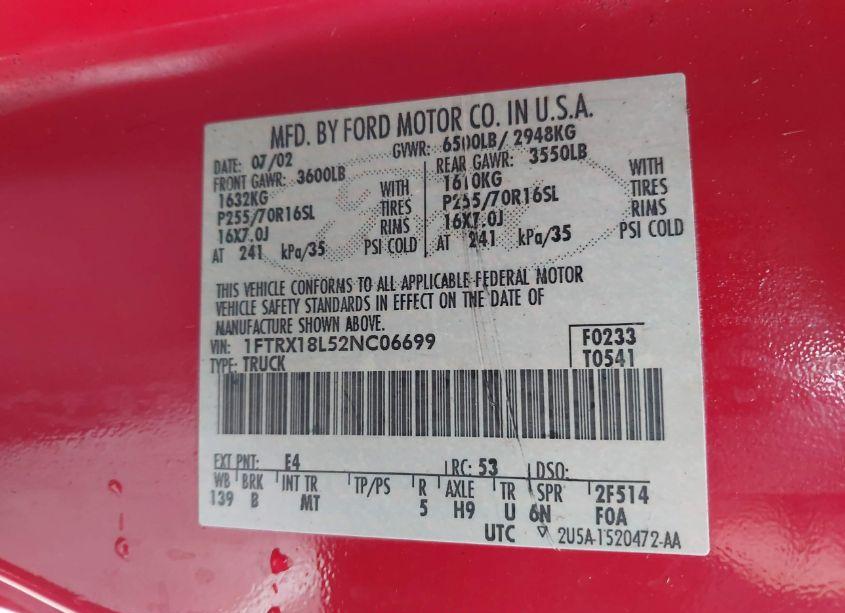 MFD. BY FORD MOTOR CO. IN U.S.A.
DATE: 07/02 GVWR: 6500LB/ 2948KG
FRONT GAWR: 3600LB REAR GAWR: 3550LB
1632KG WITH 1610KG WITH
P255/70R16SL TIRES P255/70R16SL TIRES
16X7.0J RIMS 16X7.0J RIMS
AT 241 kPa/35 PSI COLD AT 241 kPa/35 PSI COLD
THIS VEHICLE CONFORMS TO ALL APPLICABLE FEDERAL MOTOR
VEHICLE SAFETY STANDARDS IN EFFECT ON THE DATE OF
MANUFACTURE SHOWN ABOVE.
VIN: 1FTRX18L52NC06699 F0233
TYPE: TRUCK T0541
EXT PNT: E4 RC: 53 DSO:
WB BRK INT TR TP/PS R AXLE TR SPR 2F514
139 B MT 5 H9 U 6N F0A
UTC 2U5A-1520472-AA